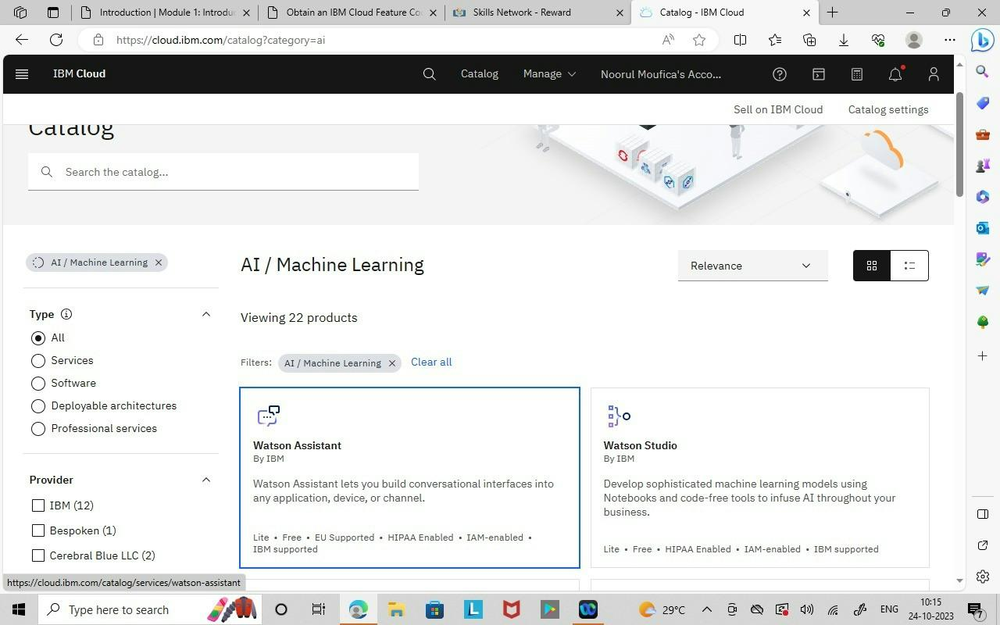 Introduction | Module 1: Introduc
Obtain an IBM Cloud Feature Co
Skills Network - Reward
Catalog - IBM Cloud
https://cloud.ibm.com/catalog?category=ai
IBM Cloud
Catalog
Manage
Noorul Moufica's Acco...
Sell on IBM Cloud
Catalog settings
Catalog
Search the catalog...
AI / Machine Learning
AI / Machine Learning
Relevance
Type
Viewing 22 products
All
Services
Software
Deployable architectures
Professional services
Filters: AI / Machine Learning Clear all
Watson Assistant
By IBM
Watson Assistant lets you build conversational interfaces into
any application, device, or channel.
Lite • Free • EU Supported • HIPAA Enabled • IAM-enabled •
IBM supported
Watson Studio
By IBM
Develop sophisticated machine learning models using
Notebooks and code-free tools to infuse AI throughout your
business.
Lite • Free • HIPAA Enabled • IAM-enabled • IBM supported
Provider
IBM (12)
Bespoken (1)
Cerebral Blue LLC (2)
https://cloud.ibm.com/catalog/services/watson-assistant
Type here to search
29°C
ENG
10:15
24-10-2023
7